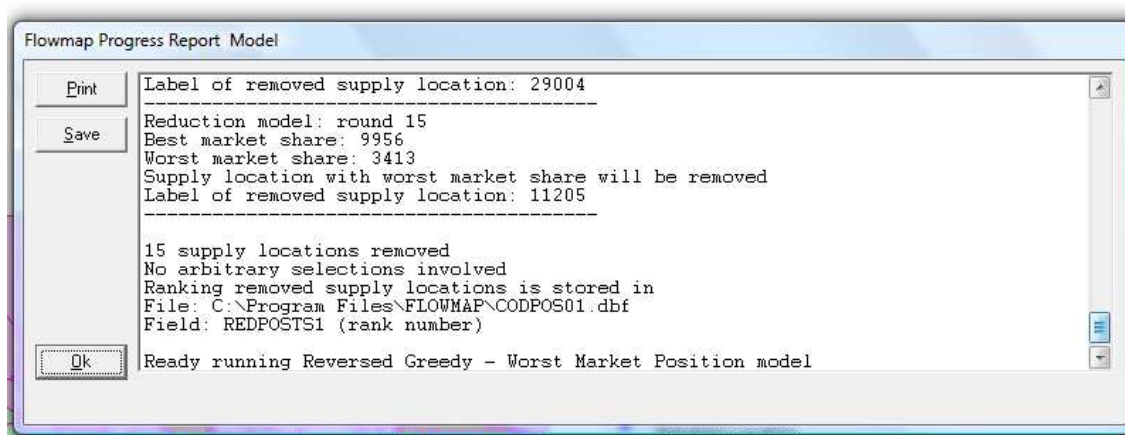 Flowmap Progress Report Model
Print
Save
Label of removed supply location: 29004
----------------------------------------
Reduction model: round 15
Best market share: 9956
Worst market share: 3413
Supply location with worst market share will be removed
Label of removed supply location: 11205
----------------------------------------
15 supply locations removed
No arbitrary selections involved
Ranking removed supply locations is stored in
File: C:\Program Files\FLOWMAP\CODPOS01.dbf
Field: REDPOSTS1 (rank number)
Ready running Reversed Greedy - Worst Market Position model
Ok